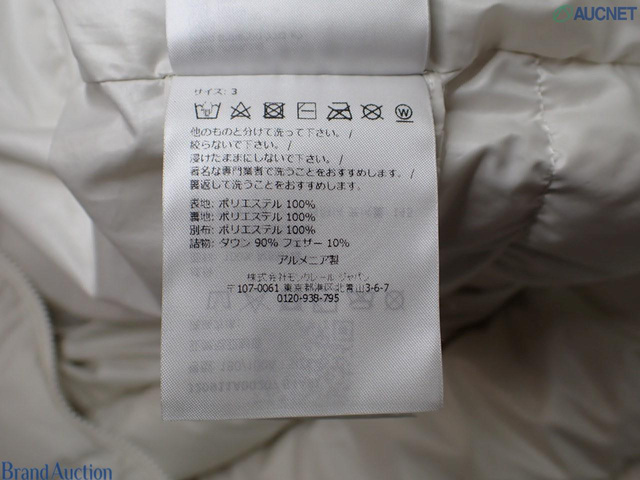 AUCNET
サイズ: 3
他のものと分けて洗って下さい。/
絞らないで下さい。/
浸けたままにしないで下さい。/
著名な専門業者で洗うことをおすすめします。/
裏返して洗うことをおすすめします。
表地: ポリエステル 100%
裏地: ポリエステル 100%
別布: ポリエステル 100%
詰物: ダウン 90% フェザー 10%
アルメニア製
株式会社モンクレール ジャパン
〒107-0061 東京都港区北青山3-6-7
0120-938-795
Brand Auction